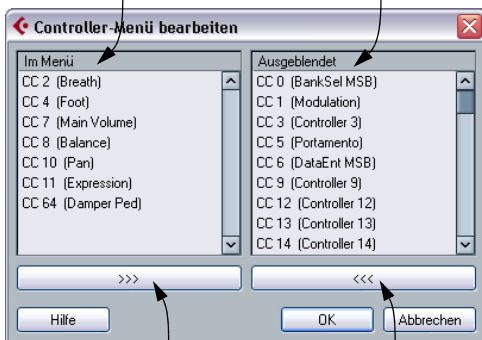 Controller-Menü bearbeiten
Im Menü
CC 2 (Breath)
CC 4 (Foot)
CC 7 (Main Volume)
CC 8 (Balance)
CC 10 (Pan)
CC 11 (Expression)
CC 64 (Damper Ped)
>>>
Ausgeblendet
CC 0 (BankSel MSB)
CC 1 (Modulation)
CC 3 (Controller 3)
CC 5 (Portamento)
CC 6 (DataEnt MSB)
CC 9 (Controller 9)
CC 12 (Controller 12)
CC 13 (Controller 13)
CC 14 (Controller 14)
<<<
Hilfe
OK
Abbrechen